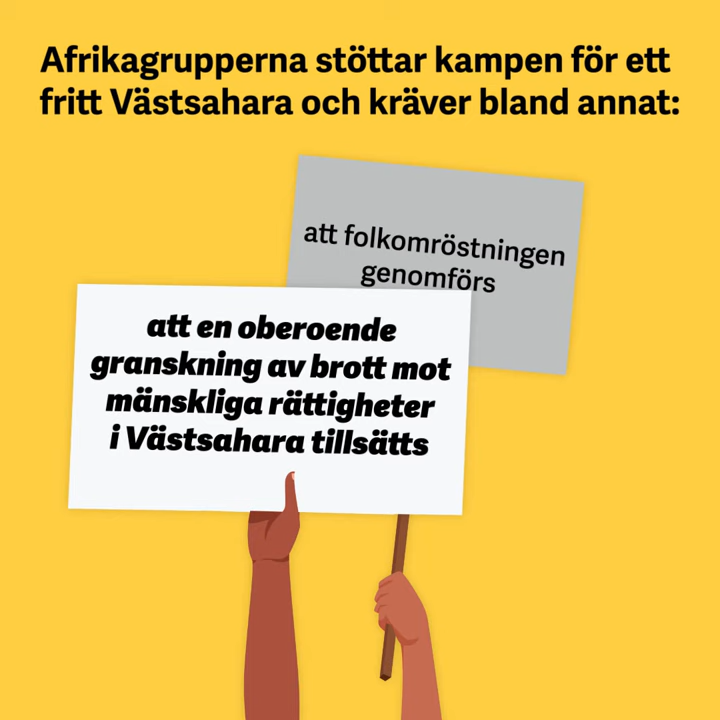 Afrikagrupperna stöttar kampen för ett
fritt Västsahara och kräver bland annat:
att folkomröstningen
genomförs
att en oberoende
granskning av brott mot
mänskliga rättigheter
i Västsahara tillsätts